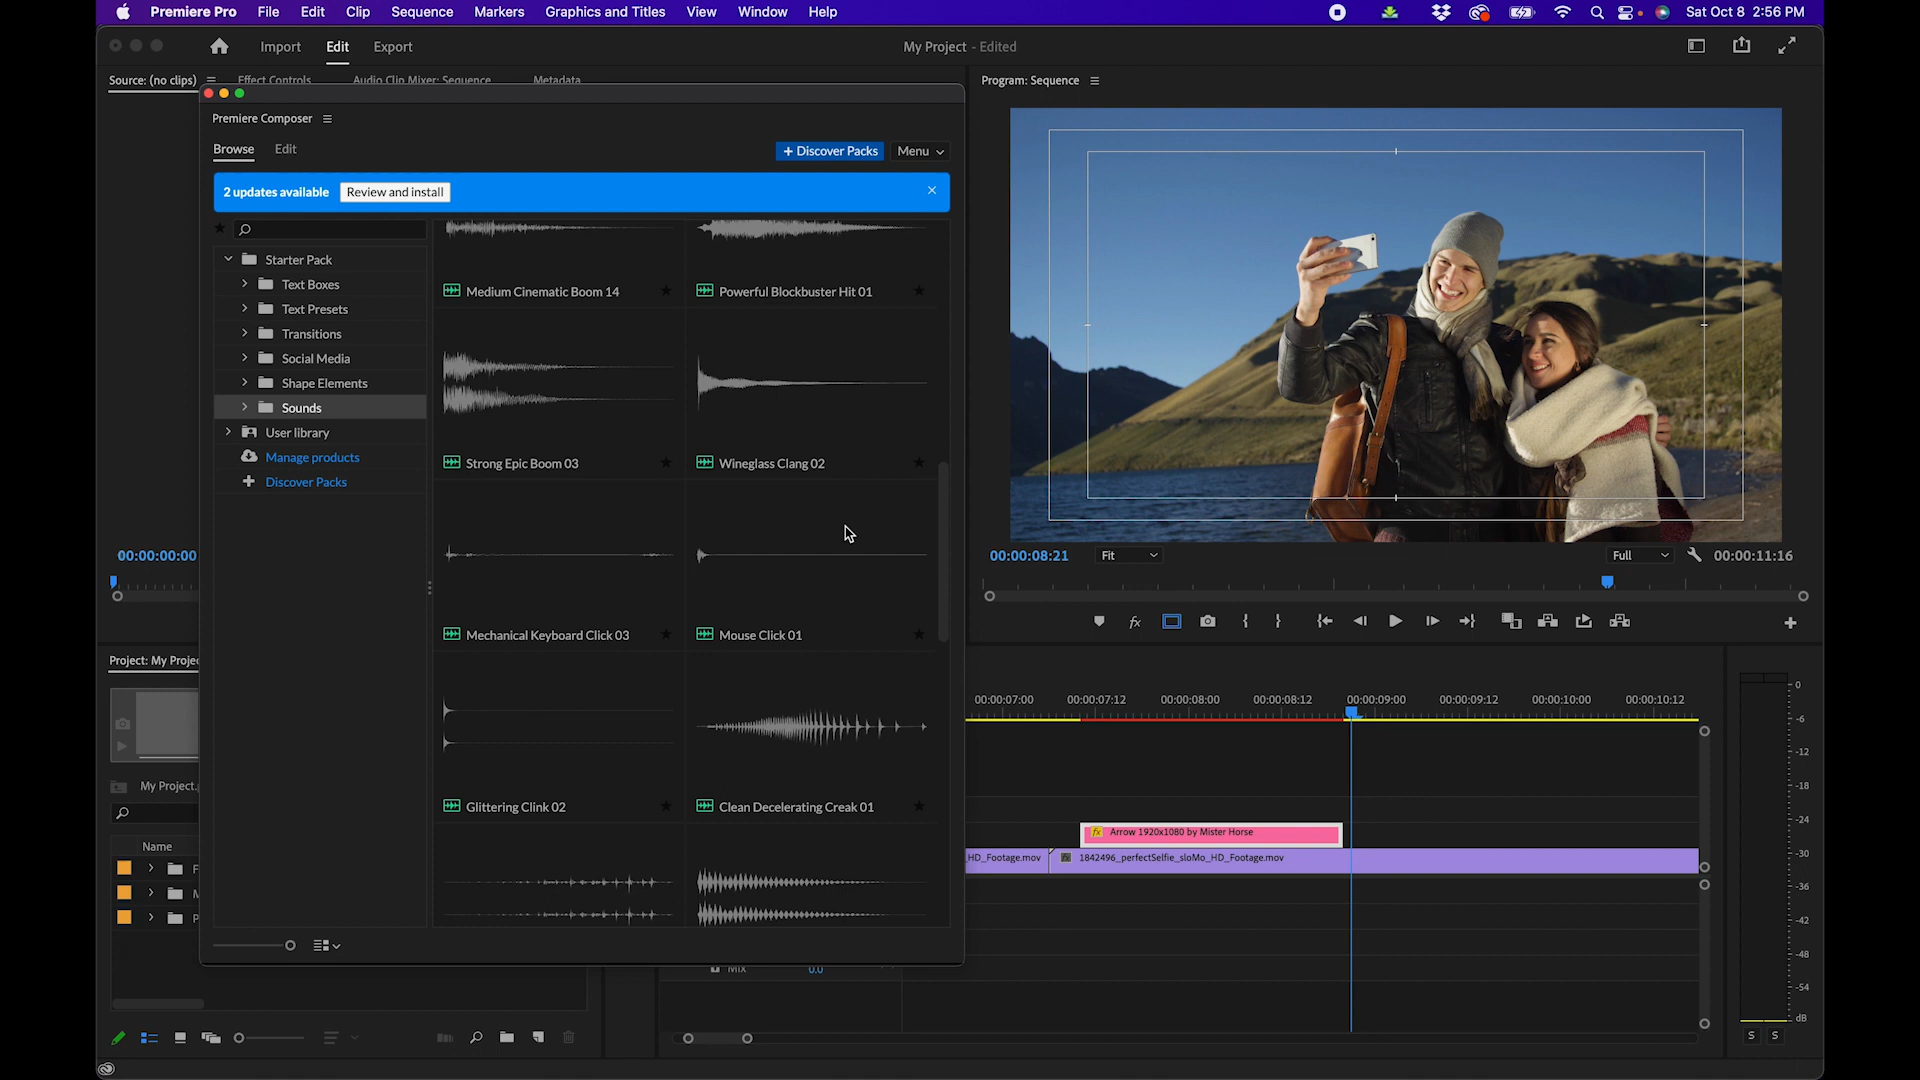 Premiere Pro File Edit Clip Sequence Markers Graphics and Titles View Window Help Sat Oct 8 2:56 PM
Import Edit Export My Project - Edited
Source: (no clips) Effect Controls Audio Clip Mixer: Sequence Metadata Program: Sequence
Premiere Composer
Browse Edit + Discover Packs Menu
2 updates available Review and install
Starter Pack
Text Boxes
Text Presets
Transitions
Social Media
Shape Elements
Sounds
User library
Manage products
Discover Packs
Medium Cinematic Boom 14 Powerful Blockbuster Hit 01
Strong Epic Boom 03 Wineglass Clang 02
Mechanical Keyboard Click 03 Mouse Click 01
Glittering Clink 02 Clean Decelerating Creak 01
00:00:00:00 00:00:08:21 Fit Full 00:00:11:16
Project: My Projec
My Project.
Name
F
M
P
00:00:07:00 00:00:07:12 00:00:08:00 00:00:08:12 00:00:09:00 00:00:09:12 00:00:10:00 00:00:10:12
fx Arrow 1920x1080 by Mister Horse
HD_Footage.mov fx 1842496_perfectSelfie_sloMo_HD_Footage.mov
Mix 0.0
0
-6
-12
-18
-24
-30
-36
-42
-48
-54
dB
S S